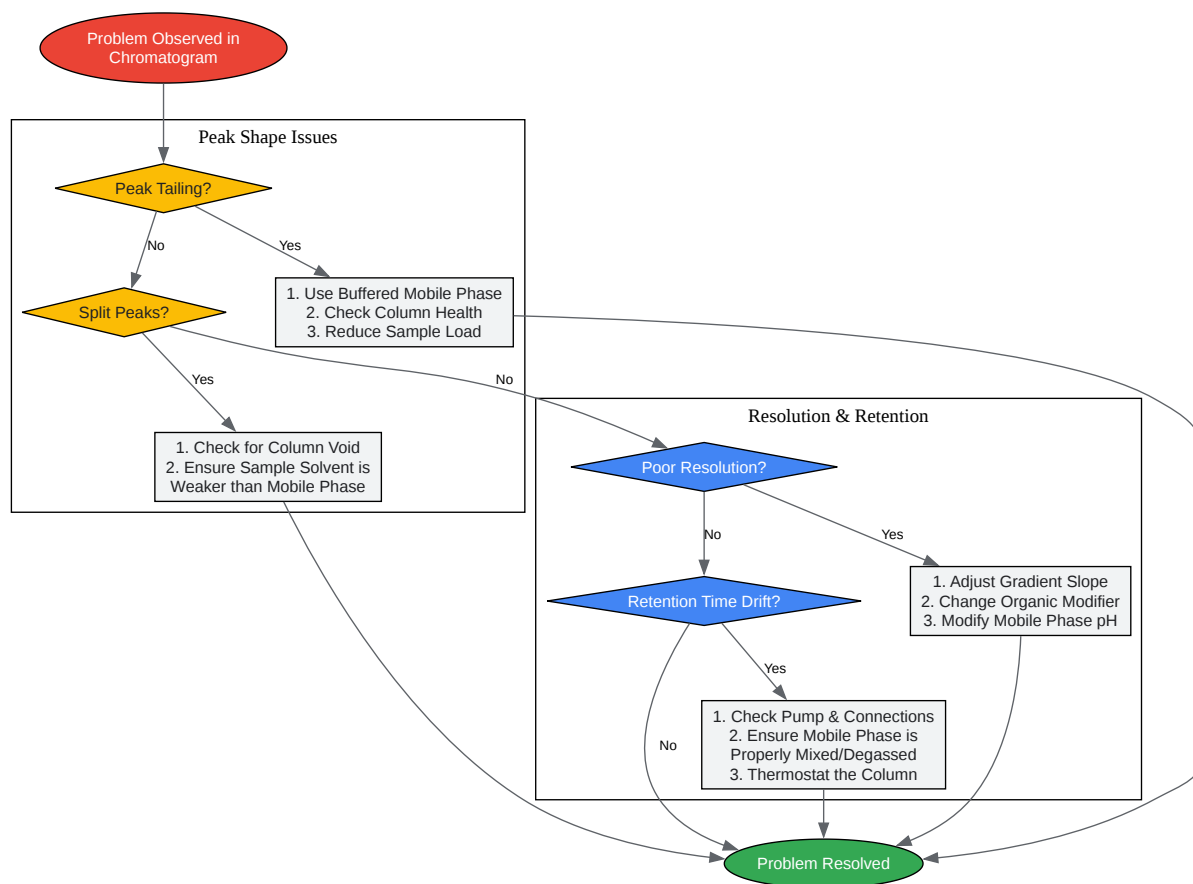 Problem Observed in
Chromatogram
Peak Shape Issues
Peak Tailing?
No
Yes
Split Peaks?
1. Use Buffered Mobile Phase
2. Check Column Health
3. Reduce Sample Load
Yes
No
1. Check for Column Void
2. Ensure Sample Solvent is
Weaker than Mobile Phase
Resolution & Retention
Poor Resolution?
No
Yes
Retention Time Drift?
1. Adjust Gradient Slope
2. Change Organic Modifier
3. Modify Mobile Phase pH
Yes
No
1. Check Pump & Connections
2. Ensure Mobile Phase is
Properly Mixed/Degassed
3. Thermostat the Column
Problem Resolved